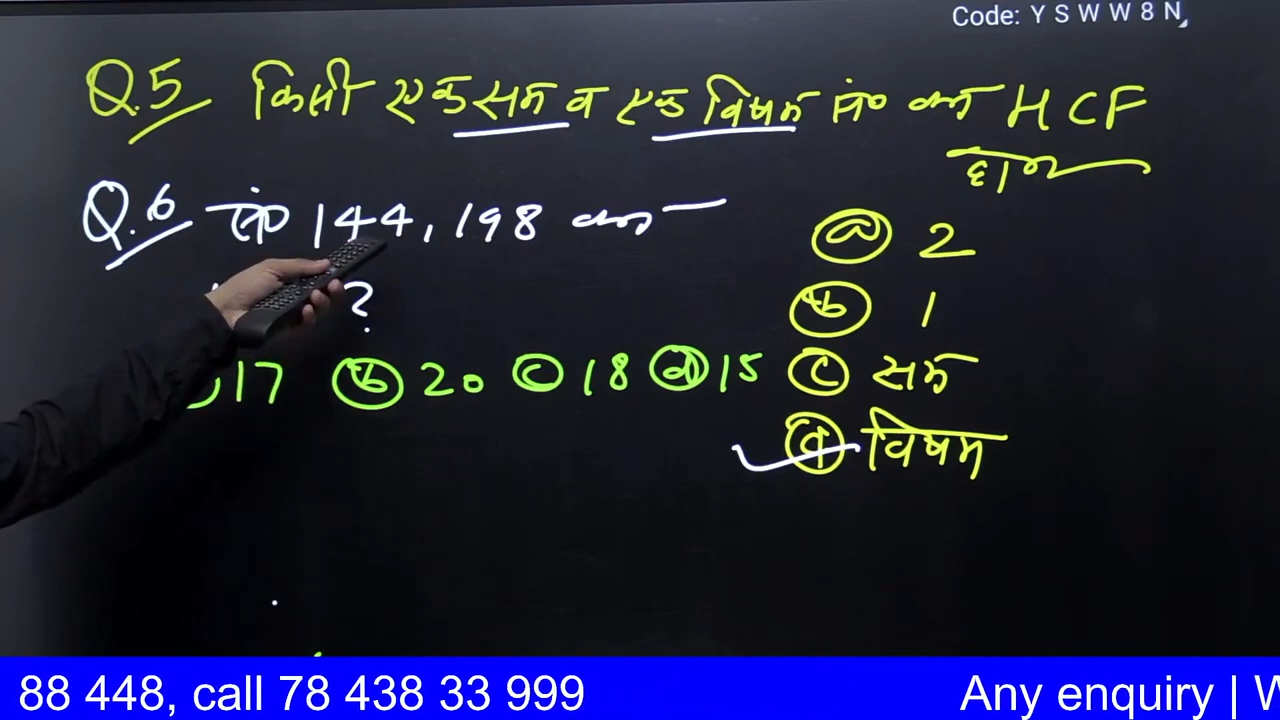 Code: Y S W W 8 N
Q.5 किसी एक सम व एक विषम सं० का HCF
होगा
Q.6 सं० 144, 198 का
?
17 (b) 20 (c) 18 (d) 15
(a) 2
(b) 1
(c) सम
(d) विषम
88 448, call 78 438 33 999 Any enquiry | W